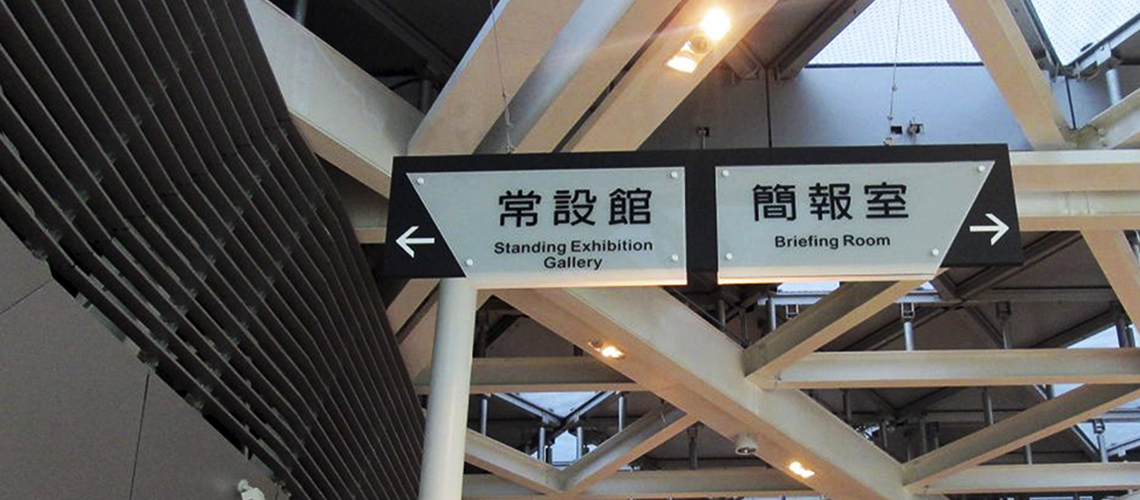 常設館
Standing Exhibition
Gallery
簡報室
Briefing Room